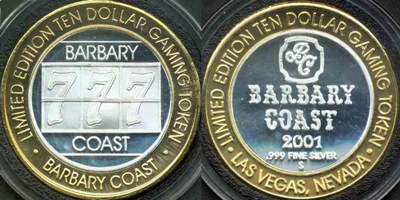 LIMITED EDITION TEN DOLLAR GAMING TOKEN
BARBARY
777
COAST
• BARBARY COAST •
LIMITED EDITION TEN DOLLAR GAMING TOKEN
BC
BARBARY
COAST
2001
.999 FINE SILVER
S
• LAS VEGAS, NEVADA •